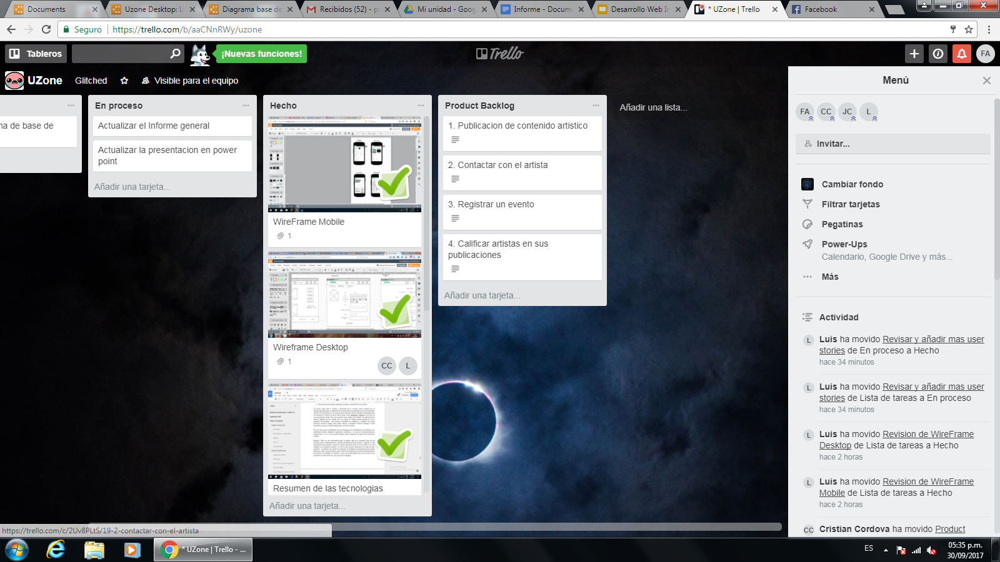 Documents
Uzone Desktop: L
Diagrama base de
Recibidos (52) - p
Mi unidad - Goog
Informe - Docum
Desarrollo Web In
* UZone | Trello
Facebook
Seguro
https://trello.com/b/aaCNnRWy/uzone
Tableros
¡Nuevas funciones!
Trello
FA
UZone
Glitched
Visible para el equipo
ma de base de
En proceso
Actualizar el Informe general
Actualizar la presentacion en power
point
Añadir una tarjeta...
Hecho
WireFrame Mobile
1
Wireframe Desktop
1
CC
L
Resumen de las tecnologias
Añadir una tarjeta...
Product Backlog
1. Publicacion de contenido artistico
2. Contactar con el artista
3. Registrar un evento
4. Calificar artistas en sus
publicaciones
Añadir una tarjeta...
Añadir una lista...
Menú
FA
CC
JC
L
Invitar...
Cambiar fondo
Filtrar tarjetas
Pegatinas
Power-Ups
Calendario, Google Drive y más...
Más
Actividad
L
Luis ha movido Revisar y añadir mas user
stories de En proceso a Hecho
hace 34 minutos
L
Luis ha movido Revisar y añadir mas user
stories de Lista de tareas a En proceso
hace 34 minutos
L
Luis ha movido Revision de WireFrame
Desktop de Lista de tareas a Hecho
hace 2 horas
L
Luis ha movido Revision de WireFrame
Mobile de Lista de tareas a Hecho
hace 2 horas
CC
Cristian Cordova ha movido Product
https://trello.com/c/2Uv8PLtS/19-2-contactar-con-el-artista
* UZone | Trello - ...
ES
05:35 p.m.
30/09/2017